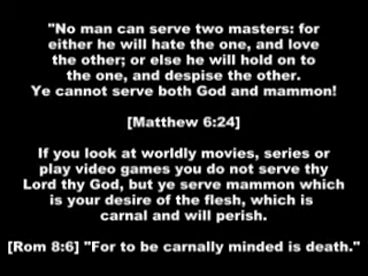 "No man can serve two masters: for
either he will hate the one, and love
the other; or else he will hold on to
the one, and despise the other.
Ye cannot serve both God and mammon!
[Matthew 6:24]
If you look at worldly movies, series or
play video games you do not serve thy
Lord thy God, but ye serve mammon which
is your desire of the flesh, which is
carnal and will perish.
[Rom 8:6] "For to be carnally minded is death."